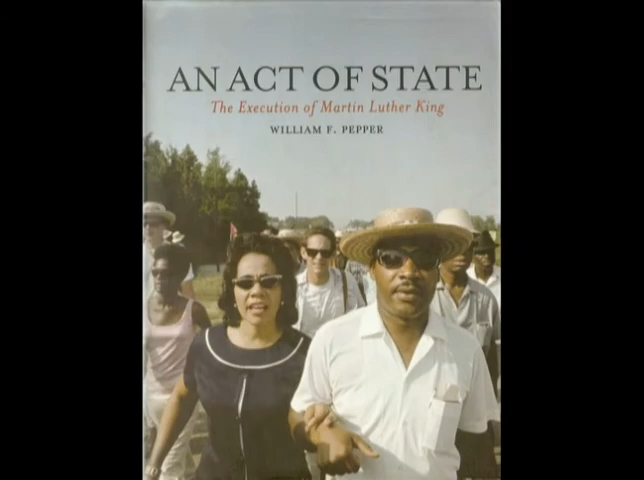 AN ACT OF STATE
The Execution of Martin Luther King
WILLIAM F. PEPPER